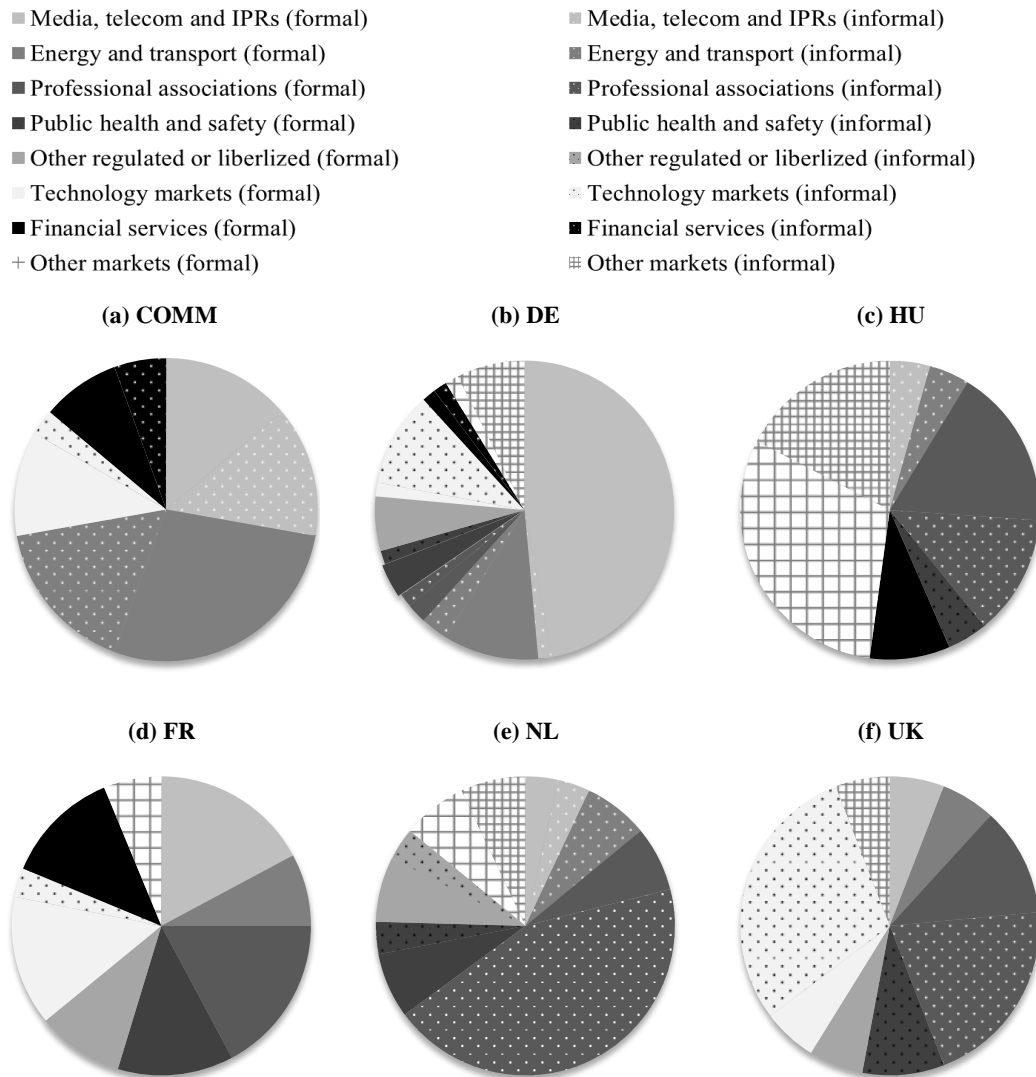 Media, telecom and IPRs (formal)
Media, telecom and IPRs (informal)
Energy and transport (formal)
Energy and transport (informal)
Professional associations (formal)
Professional associations (informal)
Public health and safety (formal)
Public health and safety (informal)
Other regulated or liberlized (formal)
Other regulated or liberlized (informal)
Technology markets (formal)
Technology markets (informal)
Financial services (formal)
Financial services (informal)
Other markets (formal)
Other markets (informal)
(a) COMM
(b) DE
(c) HU
(d) FR
(e) NL
(f) UK